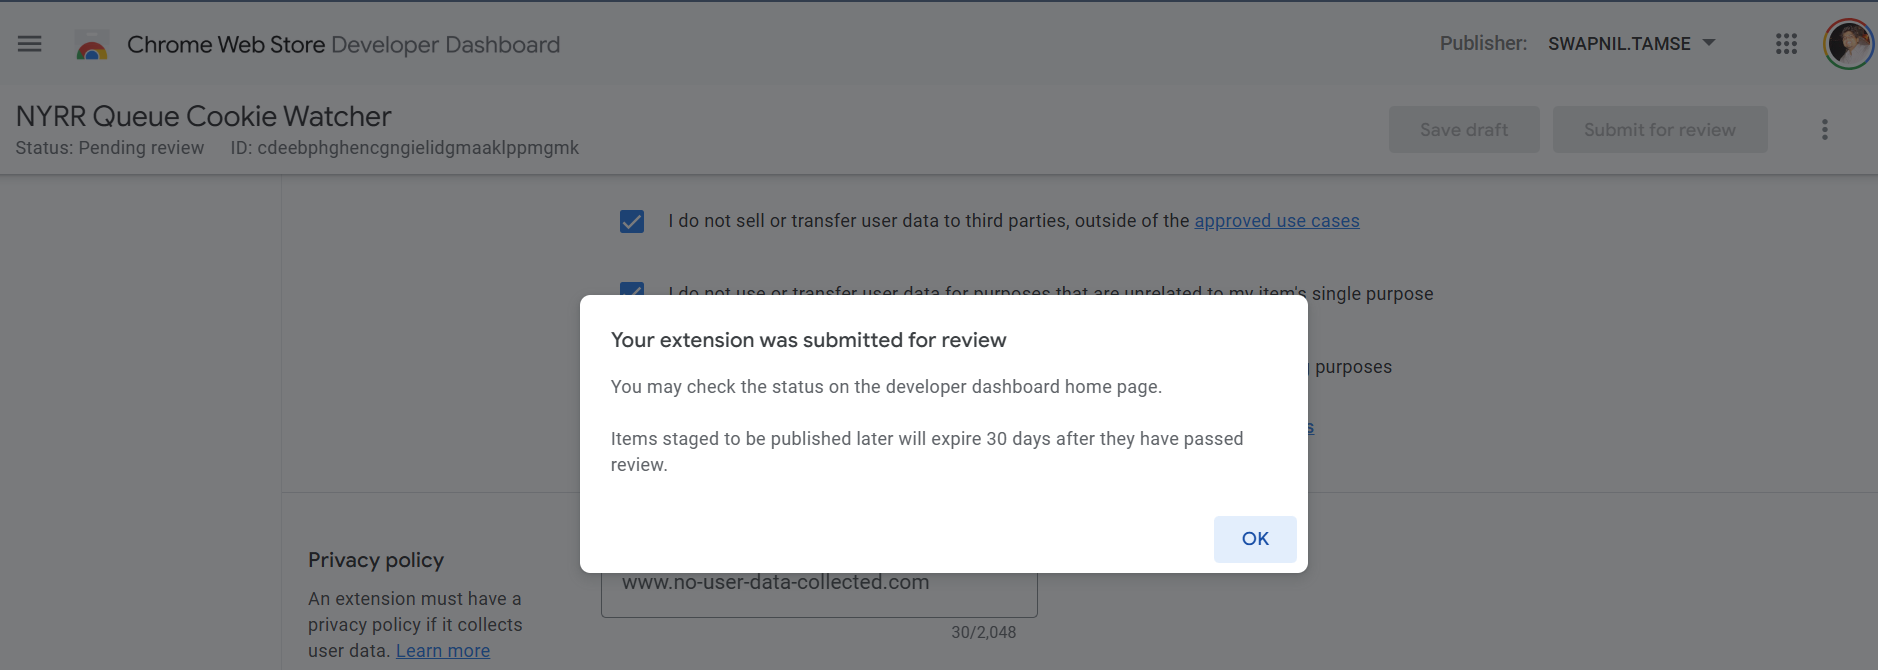 Chrome Web Store Developer Dashboard
Publisher: SWAPNIL.TAMSE
NYRR Queue Cookie Watcher
Status: Pending review ID: cdeebphghencgngielidgmaaklppmgmk
Save draft
Submit for review
I do not sell or transfer user data to third parties, outside of the approved use cases
I do not use or transfer user data for purposes that are unrelated to my item's single purpose
purposes
Your extension was submitted for review
You may check the status on the developer dashboard home page.
Items staged to be published later will expire 30 days after they have passed
review.
OK
Privacy policy
An extension must have a
privacy policy if it collects
user data. Learn more
www.no-user-data-collected.com
30/2,048